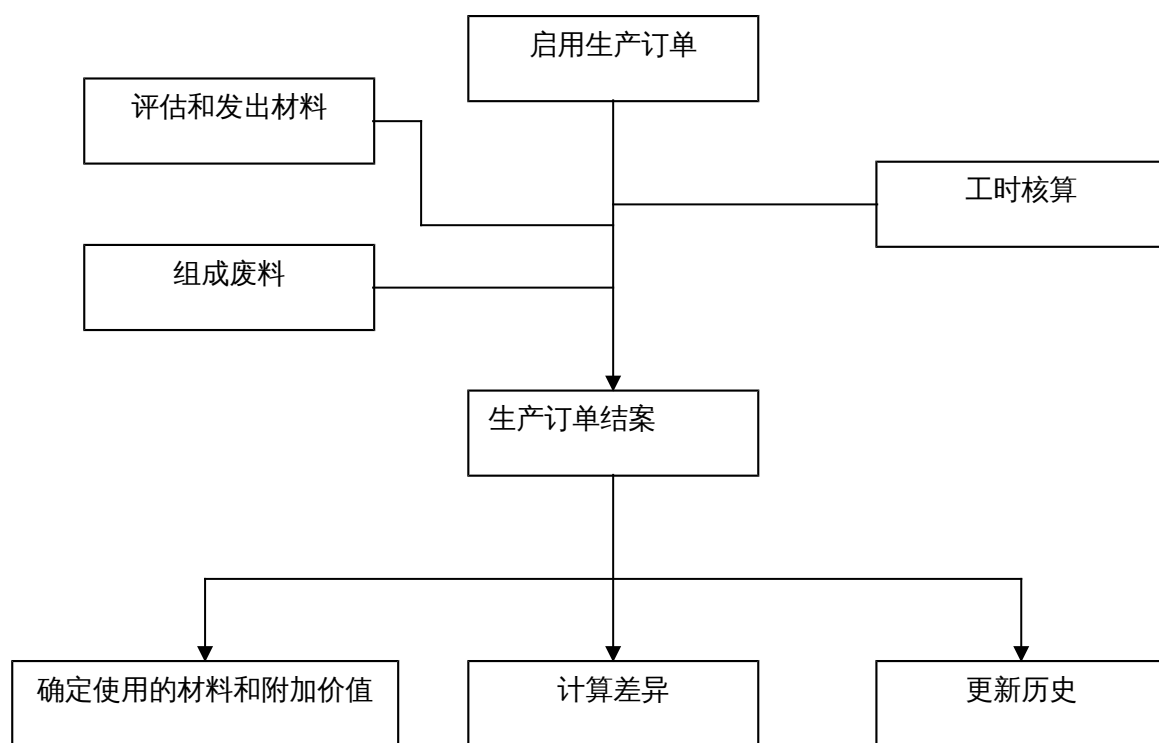 启用生产订单
评估和发出材料
工时核算
组成废料
生产订单结案
确定使用的材料和附加价值
计算差异
更新历史